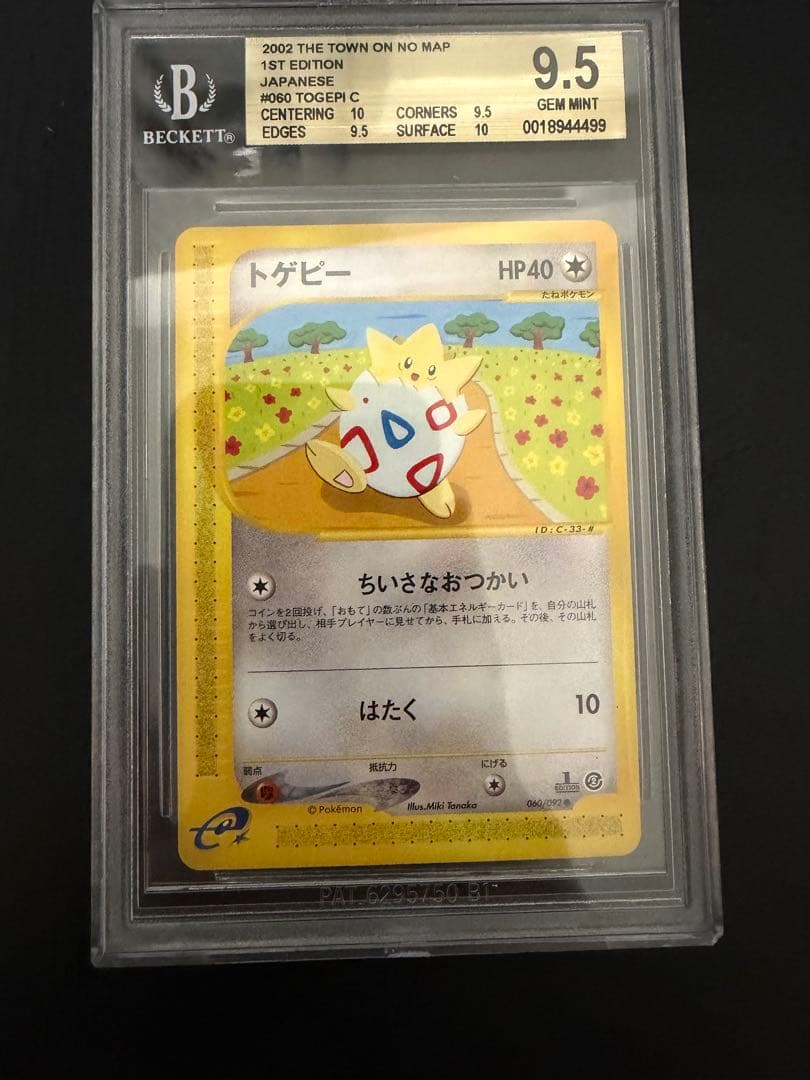 2002 THE TOWN ON NO MAP
1ST EDITION
JAPANESE
#060 TOGEPI C
CENTERING 10 CORNERS 9.5
EDGES 9.5 SURFACE 10
9.5
GEM MINT
0018944499
B
BECKETT®
トゲピー HP40
たねポケモン
ID:C-33-#
ちいさなおつかい
コインを2回投げ、「おもて」の数ぶんの「基本エネルギーカード」を、自分の山札
から選び出し、相手プレイヤーに見せてから、手札に加える。その後、その山札
をよく切る。
はたく 10
弱点 抵抗力 にげる
1
EDITION
©Pokémon Illus.Miki Tanaka 060/092 ●
e
PAT. 6295750 B1